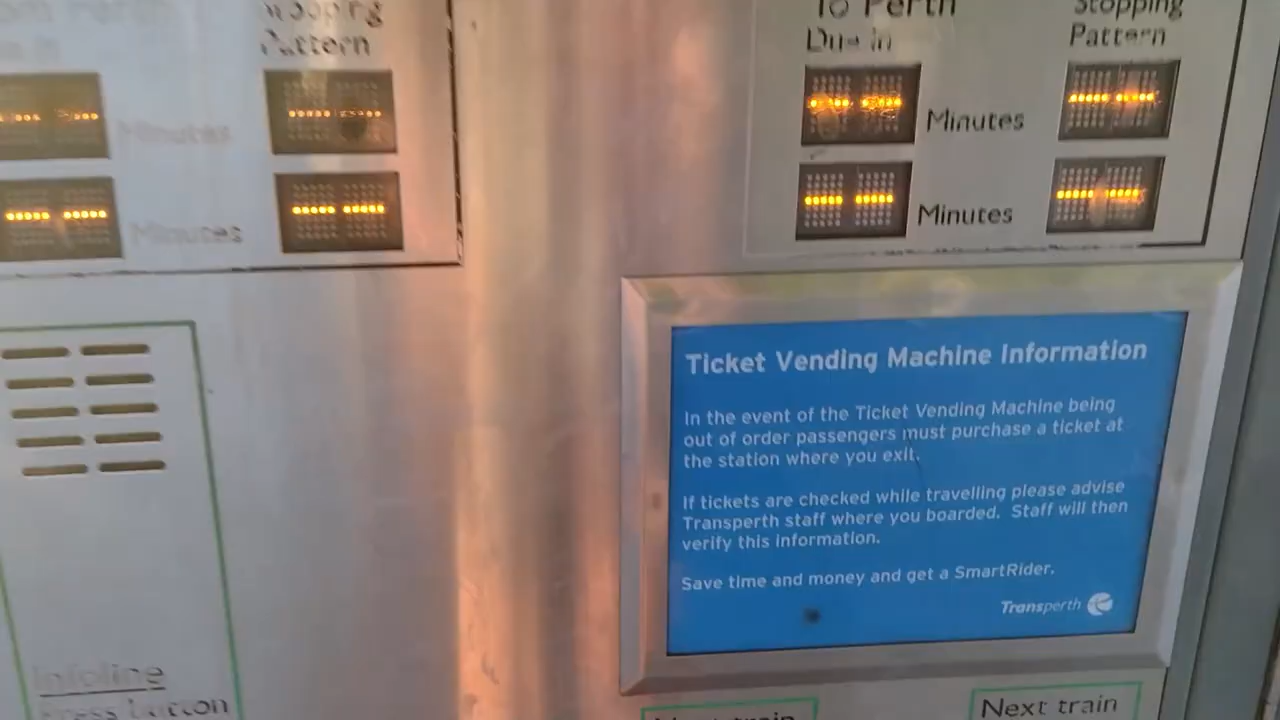 Stopping
Pattern
Minutes
Minutes
To Perth
Due in
Stopping
Pattern
Minutes
Minutes
Ticket Vending Machine Information
In the event of the Ticket Vending Machine being
out of order passengers must purchase a ticket at
the station where you exit.
If tickets are checked while travelling please advise
Transperth staff where you boarded. Staff will then
verify this information.
Save time and money and get a SmartRider.
Transperth
Infoline
Press button
Next train
Next train